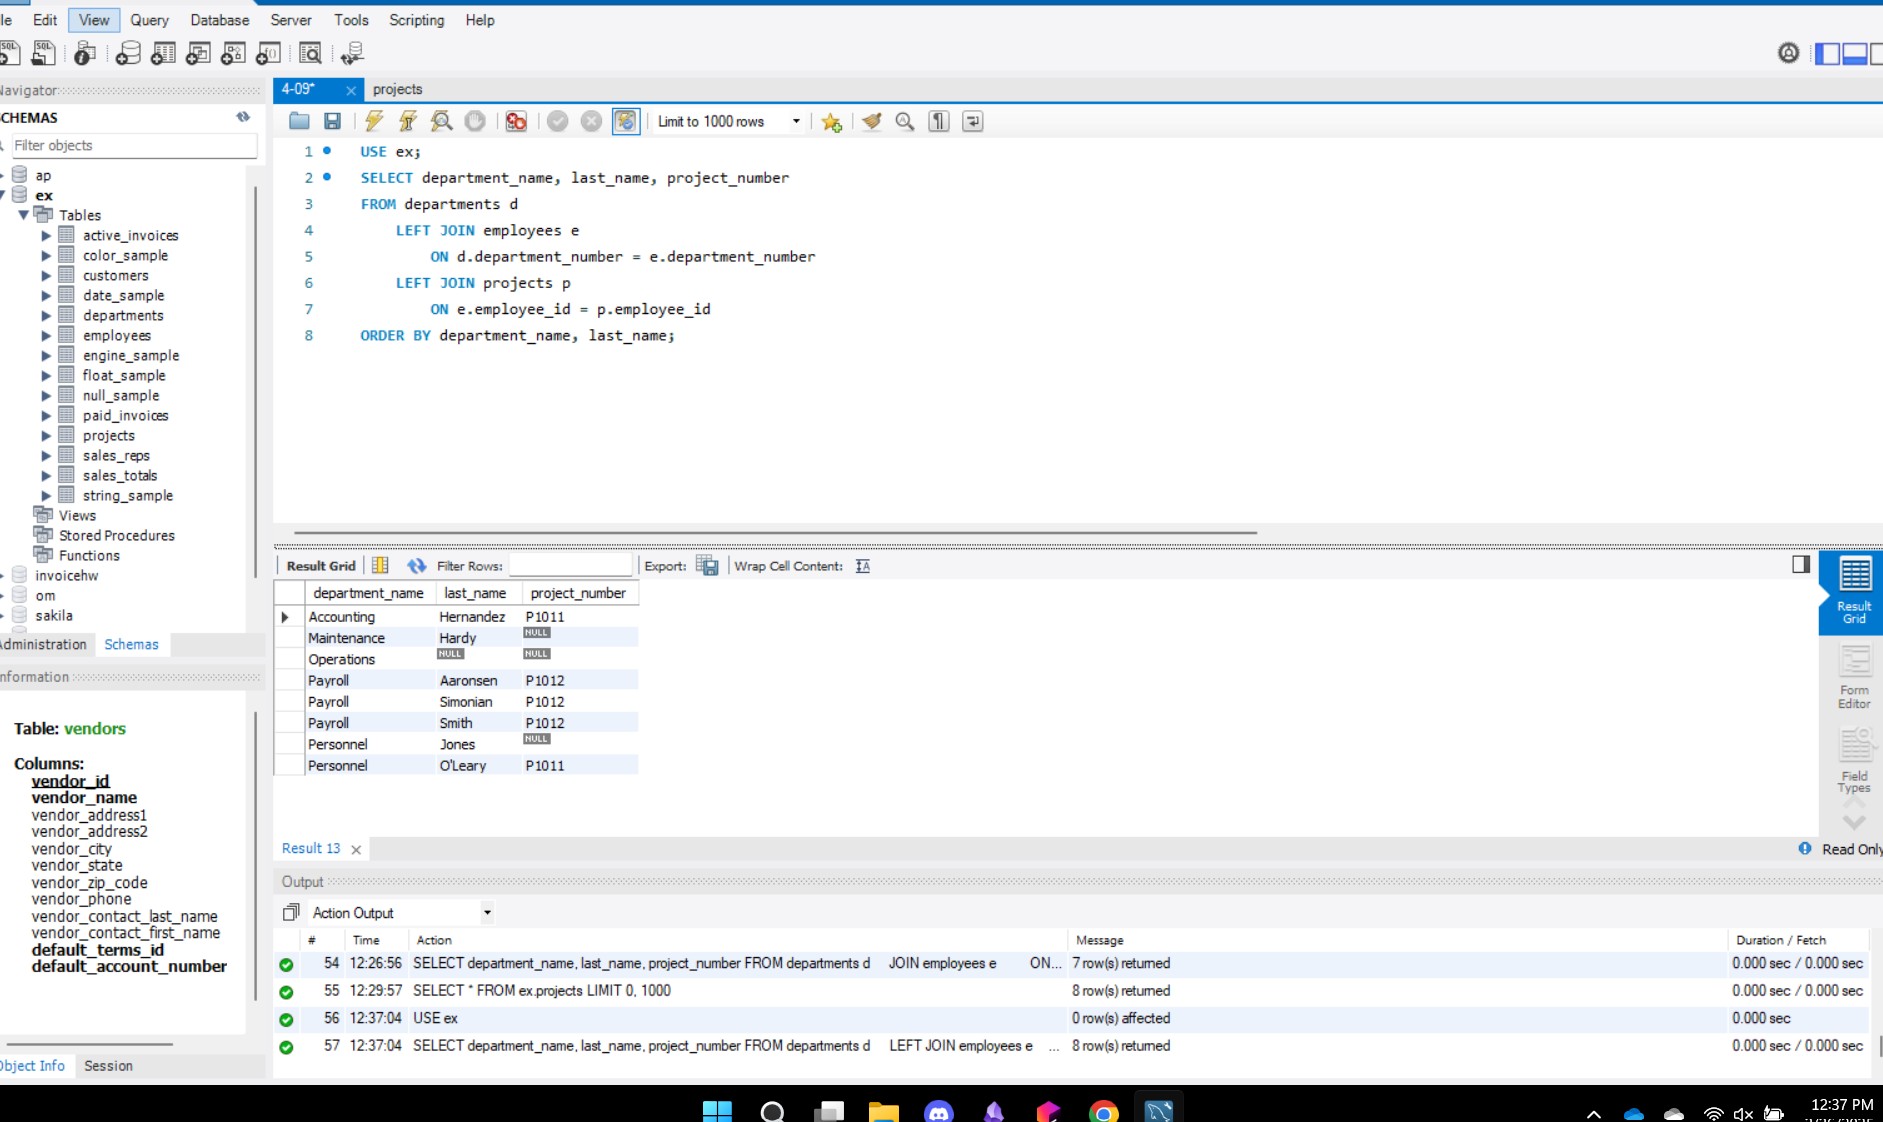 le Edit View Query Database Server Tools Scripting Help
Navigator
4-09* projects
CHEMAS
Filter objects
Limit to 1000 rows
ap
ex
Tables
active_invoices
color_sample
customers
date_sample
departments
employees
engine_sample
float_sample
null_sample
paid_invoices
projects
sales_reps
sales_totals
string_sample
Views
Stored Procedures
Functions
invoicehw
om
sakila
Administration Schemas
nformation
Table: vendors
Columns:
vendor_id
vendor_name
vendor_address1
vendor_address2
vendor_city
vendor_state
vendor_zip_code
vendor_phone
vendor_contact_last_name
vendor_contact_first_name
default_terms_id
default_account_number
Object Info Session
1 USE ex;
2 SELECT department_name, last_name, project_number
3 FROM departments d
4 LEFT JOIN employees e
5 ON d.department_number = e.department_number
6 LEFT JOIN projects p
7 ON e.employee_id = p.employee_id
8 ORDER BY department_name, last_name;
Result Grid Filter Rows: Export: Wrap Cell Content:
department_name last_name project_number
Accounting Hernandez P1011
Maintenance Hardy NULL
Operations NULL NULL
Payroll Aaronsen P1012
Payroll Simonian P1012
Payroll Smith P1012
Personnel Jones NULL
Personnel O'Leary P1011
Result
Grid
Form
Editor
Field
Types
Result 13
Read Only
Output
Action Output
# Time Action Message Duration / Fetch
54 12:26:56 SELECT department_name, last_name, project_number FROM departments d JOIN employees e ON... 7 row(s) returned 0.000 sec / 0.000 sec
55 12:29:57 SELECT * FROM ex.projects LIMIT 0, 1000 8 row(s) returned 0.000 sec / 0.000 sec
56 12:37:04 USE ex 0 row(s) affected 0.000 sec
57 12:37:04 SELECT department_name, last_name, project_number FROM departments d LEFT JOIN employees e ... 8 row(s) returned 0.000 sec / 0.000 sec
12:37 PM